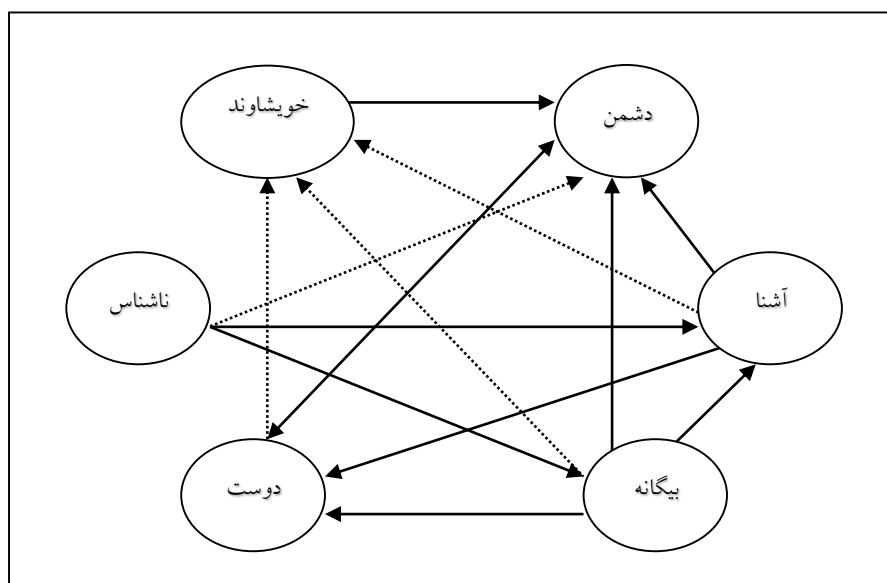 خویشاوند
دشمن
ناشناس
آشنا
دوست
بیگانه